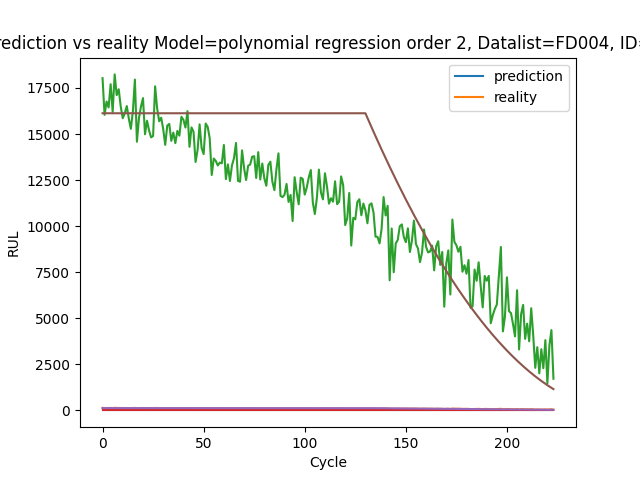 rediction vs reality Model=polynomial regression order 2, Datalist=FD004, ID=
prediction
reality
17500
15000
12500
10000
7500
5000
2500
0
RUL
0 50 100 150 200
Cycle